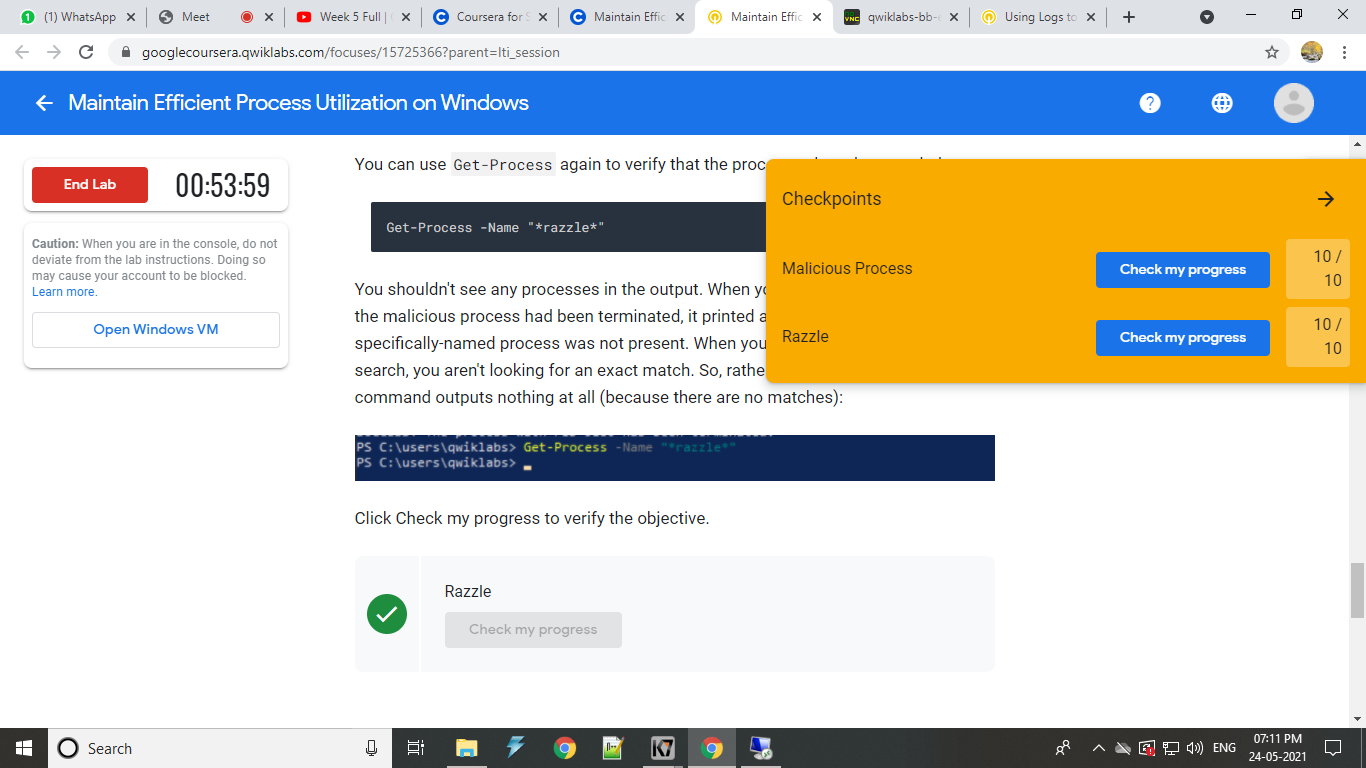 (1) WhatsApp
Meet
Week 5 Full |
Coursera for S
Maintain Effic
Maintain Effic
qwiklabs-bb-
Using Logs to
googlecoursera.qwiklabs.com/focuses/15725366?parent=lti_session
Maintain Efficient Process Utilization on Windows
End Lab
00:53:59
Caution: When you are in the console, do not
deviate from the lab instructions. Doing so
may cause your account to be blocked.
Learn more.
Open Windows VM
You can use Get-Process again to verify that the
Get-Process -Name "*razzle*"
You shouldn't see any processes in the output. When
the malicious process had been terminated, it printed
specifically-named process was not present. When you
search, you aren't looking for an exact match. So,
command outputs nothing at all (because there are no matches):
PS C:\users\qwiklabs> Get-Process -Name "*razzle*"
PS C:\users\qwiklabs>
Click Check my progress to verify the objective.
Razzle
Check my progress
Checkpoints
Malicious Process
Check my progress
10 /
10
Razzle
Check my progress
10 /
10
Search
ENG
07:11 PM
24-05-2021